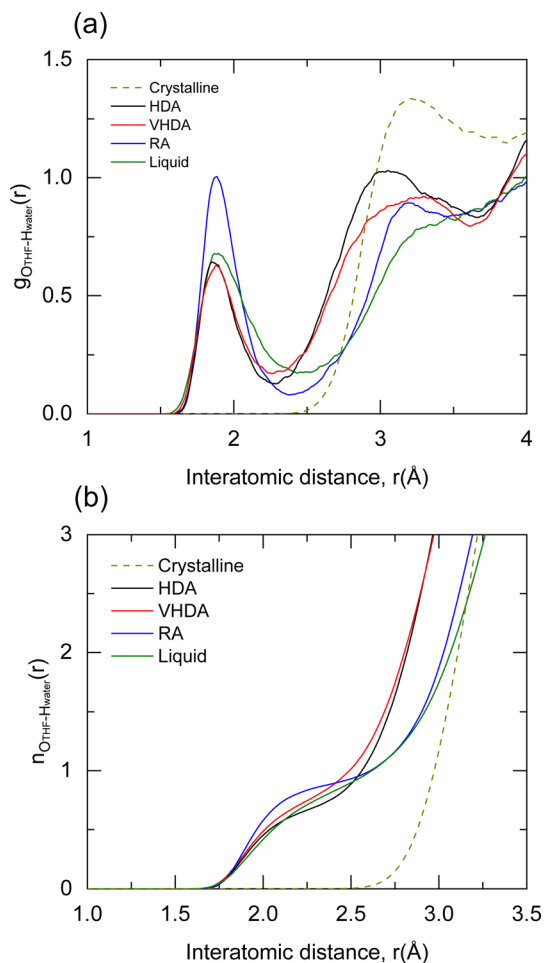 (a)
1.5
1.0
0.5
0.0
gOTHF-Hwater(r)
Crystalline
HDA
VHDA
RA
Liquid
1 2 3 4
Interatomic distance, r(Å)
(b)
3
2
1
0
nOTHF-Hwater(r)
Crystalline
HDA
VHDA
RA
Liquid
1.0 1.5 2.0 2.5 3.0 3.5
Interatomic distance, r(Å)